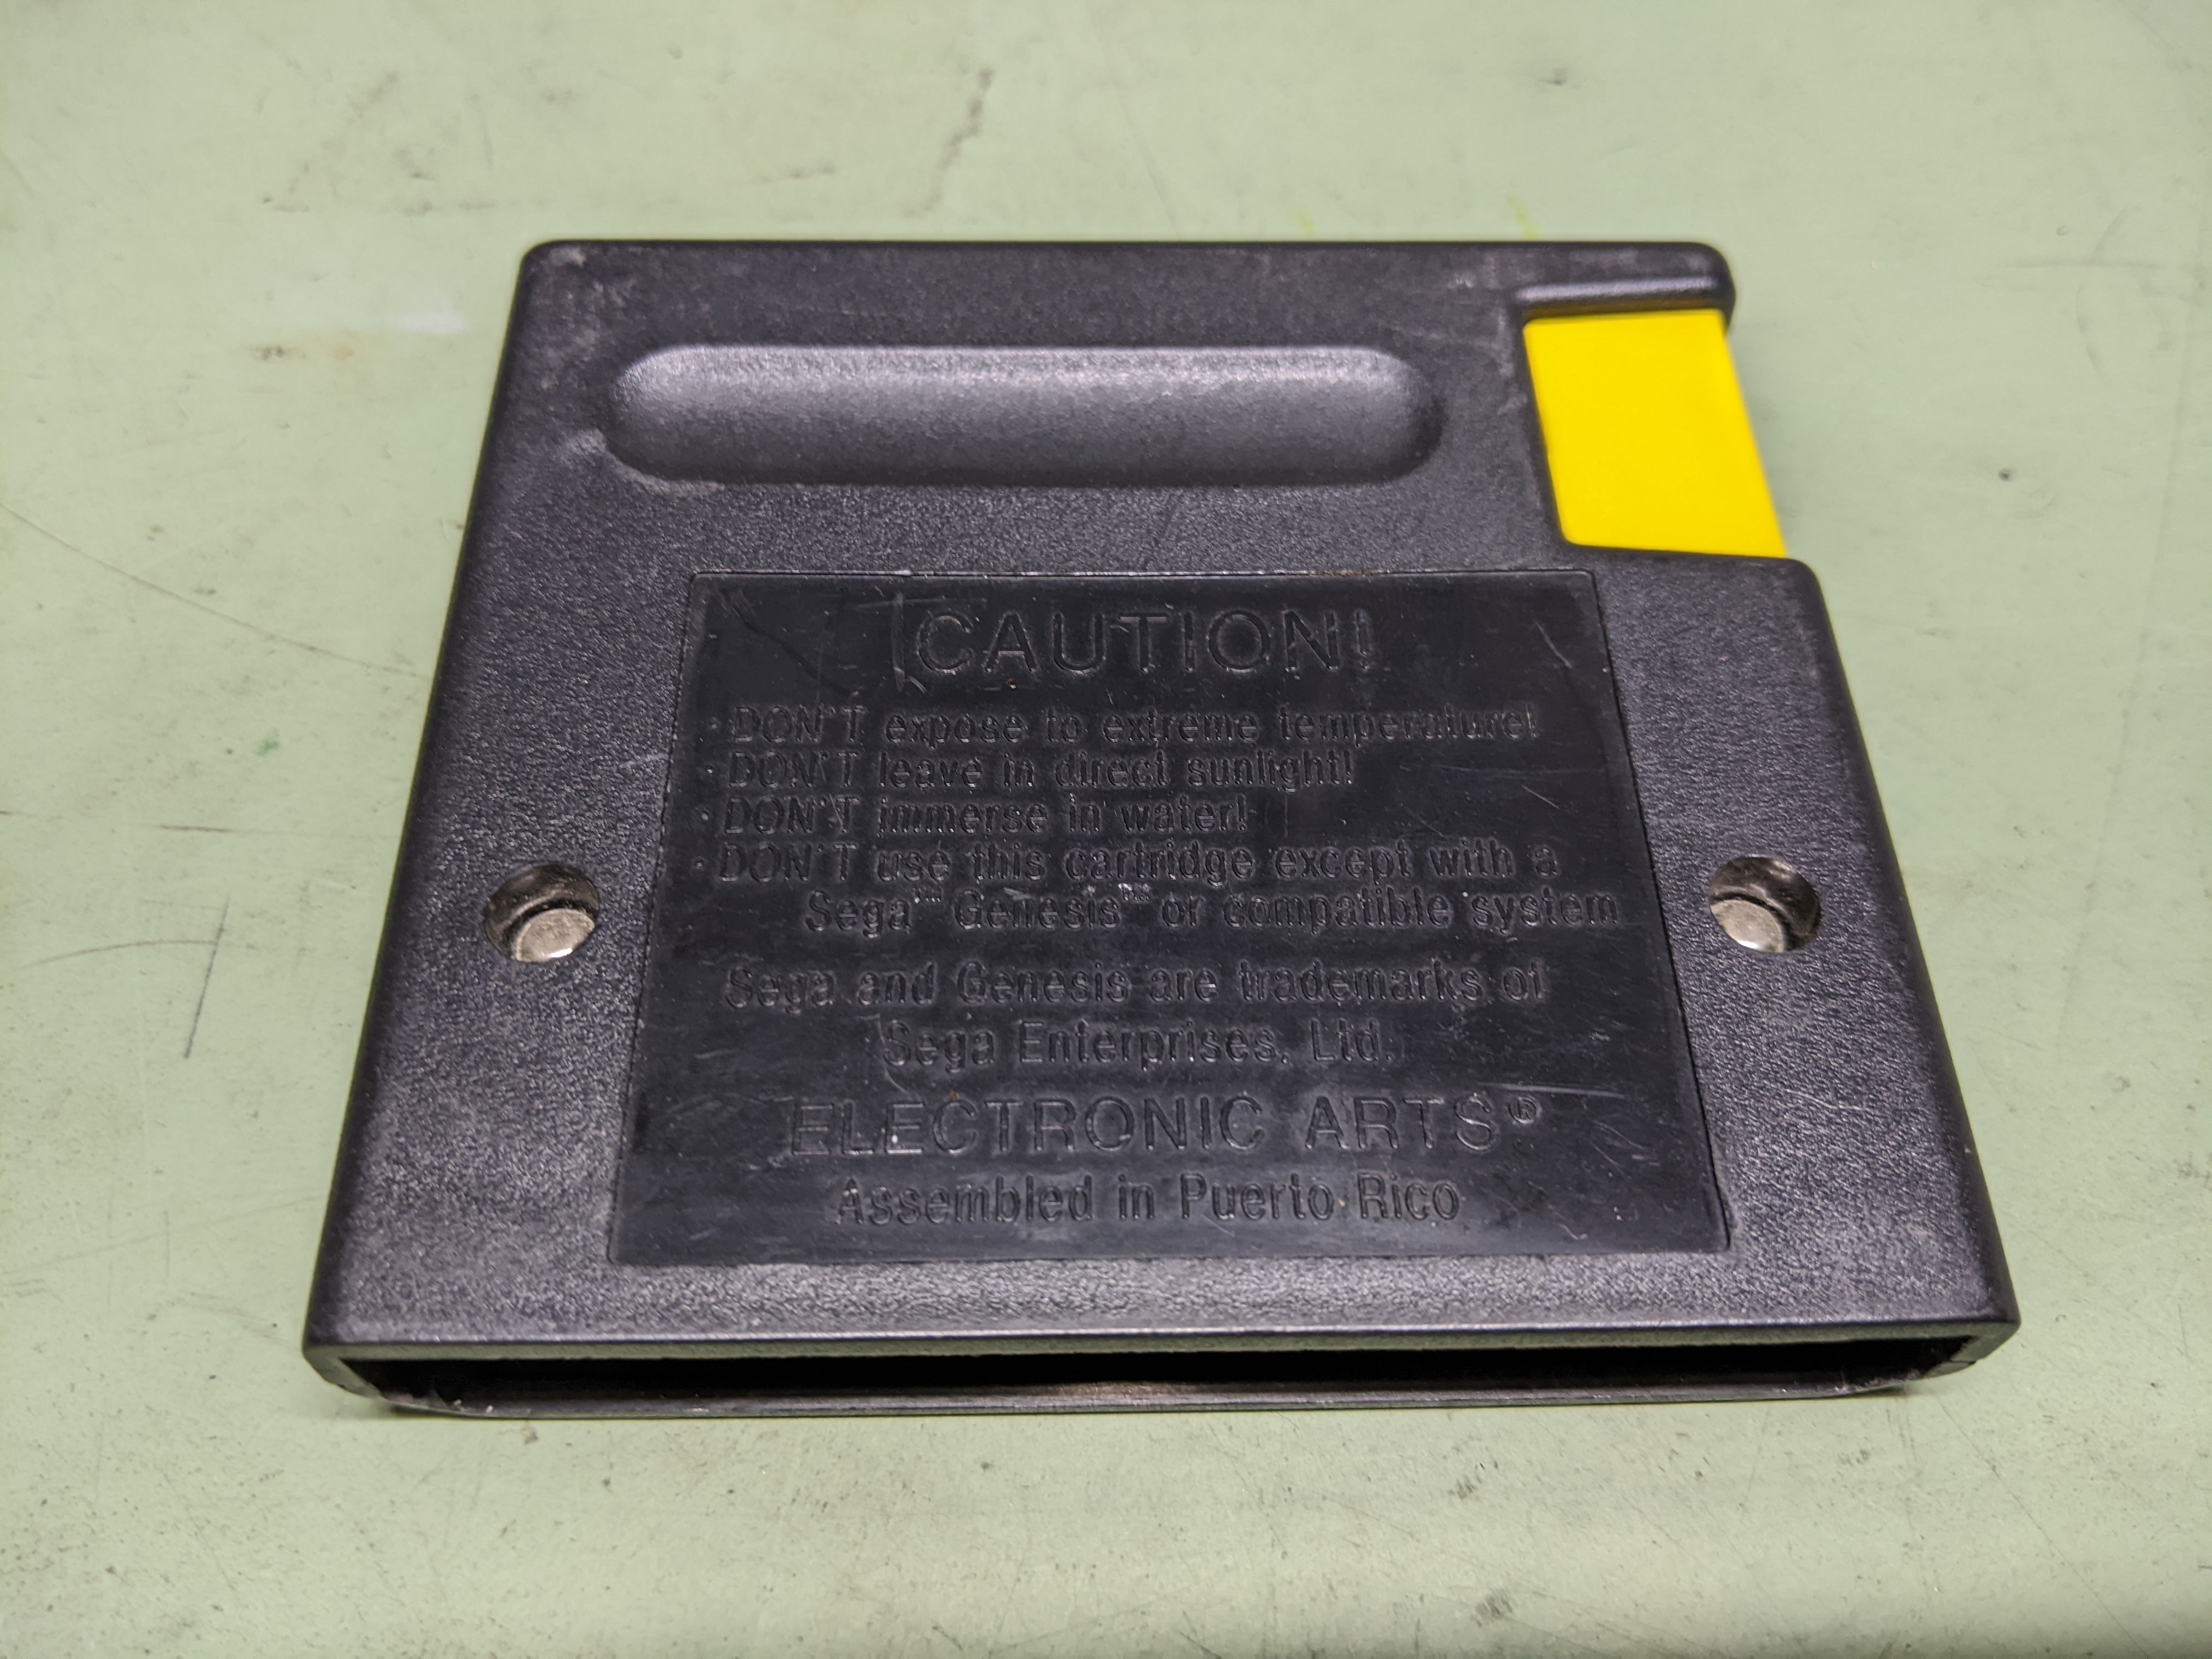 CAUTION!
· DON'T expose to extreme temperature!
· DON'T leave in direct sunlight!
· DON'T immerse in water!
· DON'T use this cartridge except with a
Sega™ Genesis™ or compatible system
Sega and Genesis are trademarks of
Sega Enterprises, Ltd.
ELECTRONIC ARTS®
Assembled in Puerto Rico